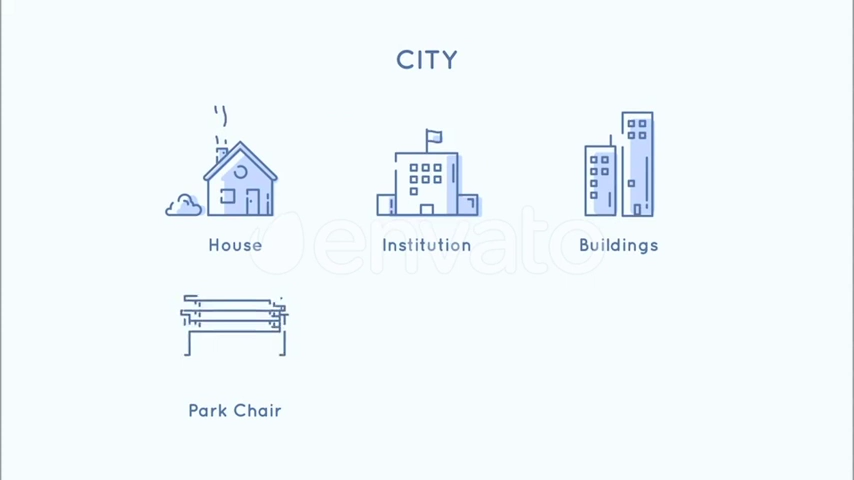 CITY
House
Institution
Buildings
envato
Park Chair